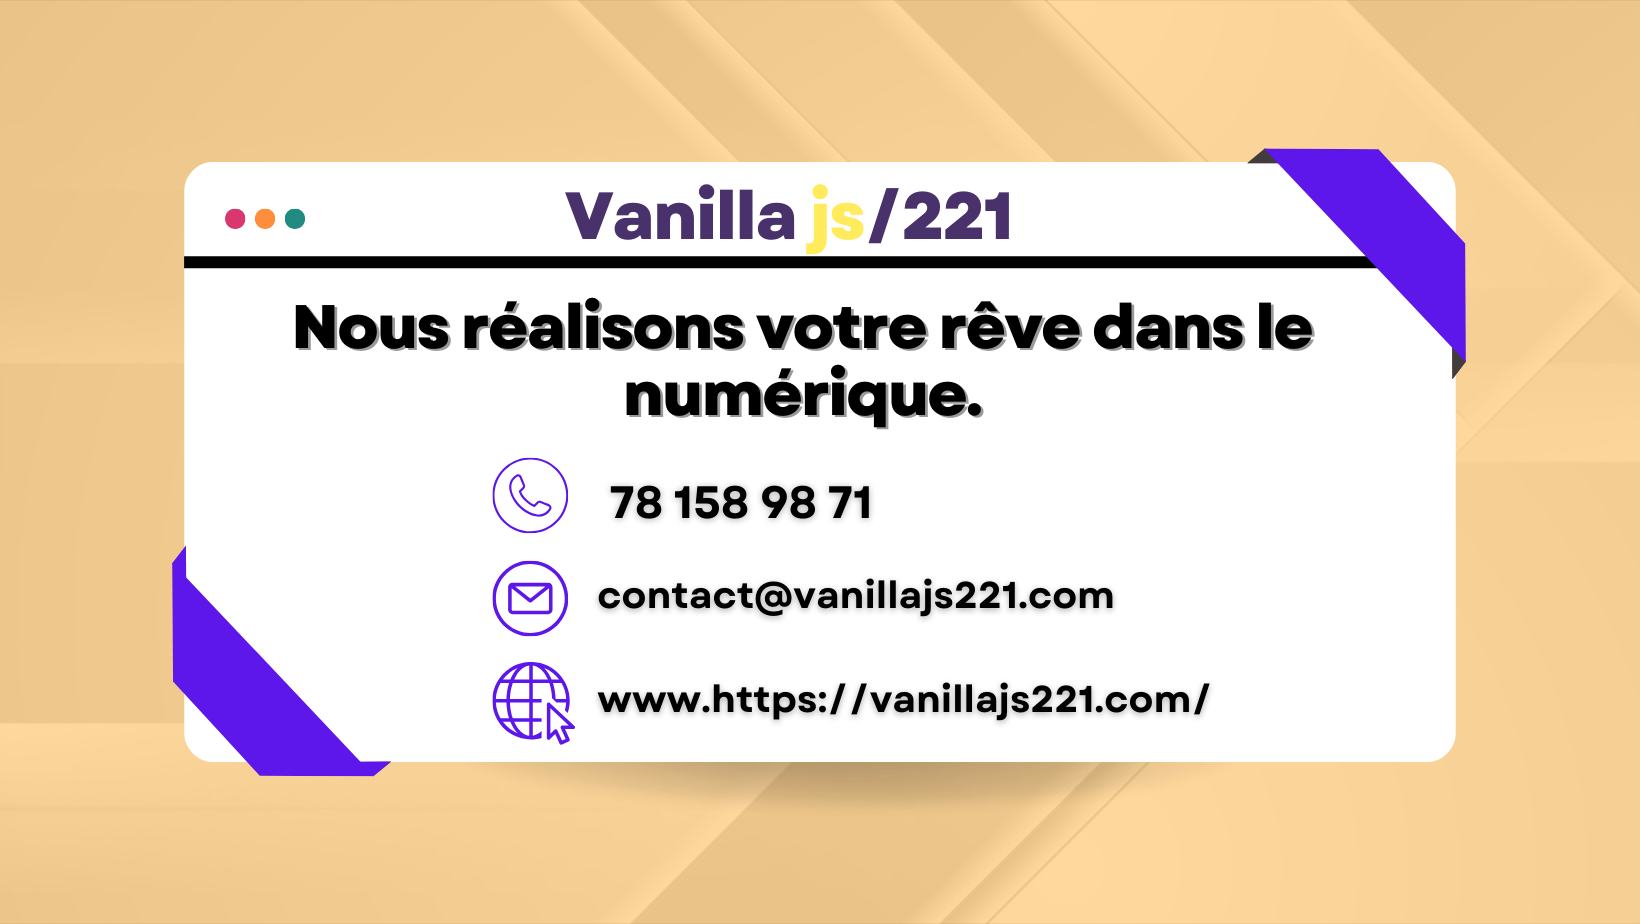 Vanilla js/221
Nous réalisons votre rêve dans le
numérique.
78 158 98 71
contact@vanillajs221.com
www.https://vanillajs221.com/